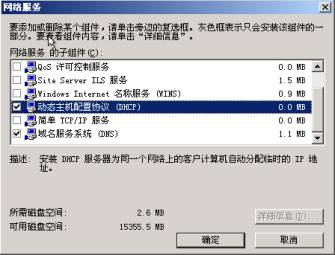 网络服务
要添加或删除某个组件，请单击旁边的复选框。灰色框表示只会安装该组件的一
部分。要查看组件内容，请单击“详细信息”。
网络服务 的子组件(C):
QoS 许可控制服务 0.0 MB
Site Server ILS 服务 1.5 MB
Windows Internet 名称服务 (WINS) 0.9 MB
动态主机配置协议 (DHCP) 0.0 MB
简单 TCP/IP 服务 0.0 MB
域名服务系统 (DNS) 1.1 MB
描述: 安装 DHCP 服务器为同一个网络上的客户计算机自动分配临时的 IP 地
址。
所需磁盘空间: 2.6 MB
可用磁盘空间: 15355.5 MB
详细信息(D)...
确定 取消